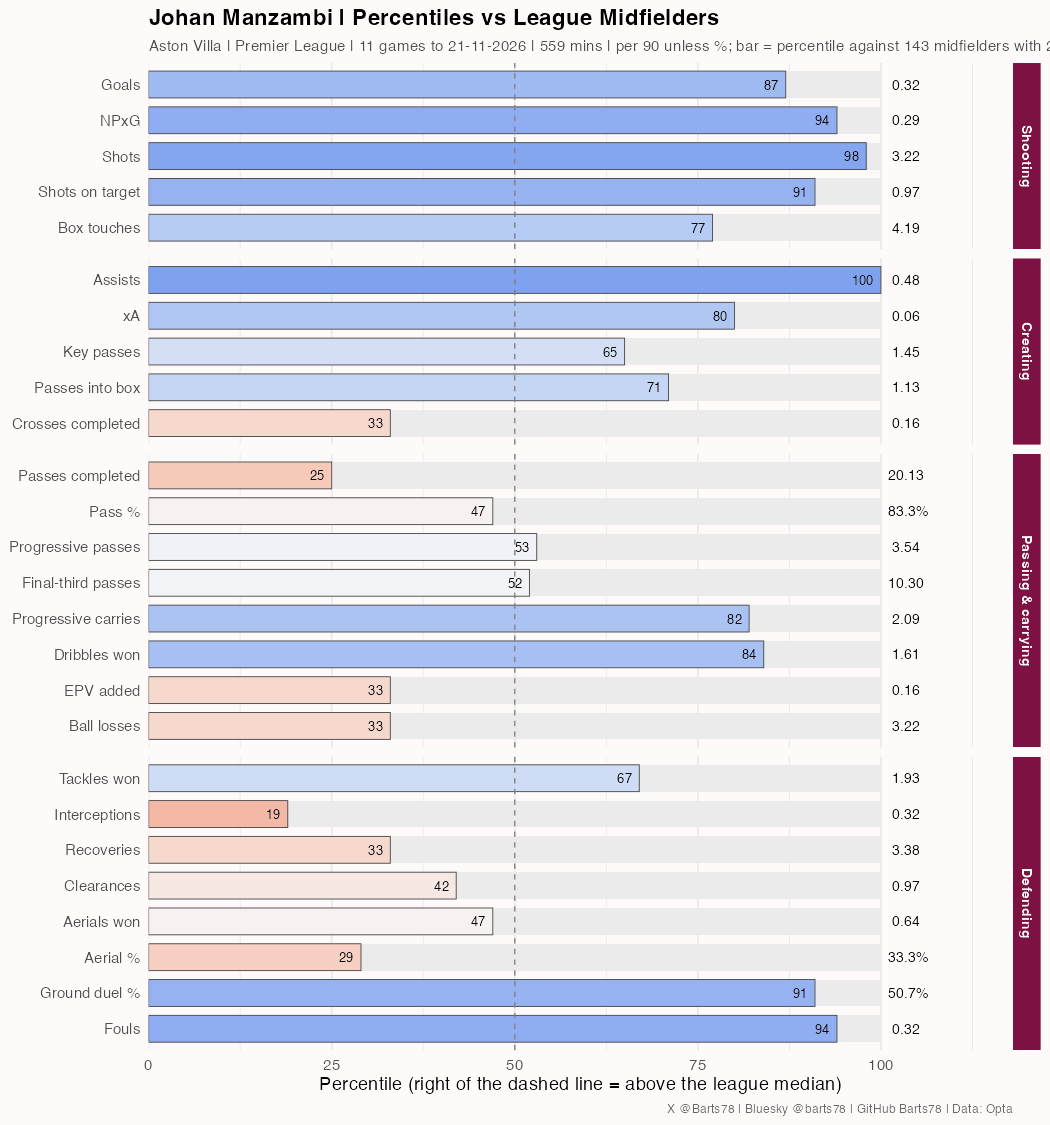 Johan Manzambi | Percentiles vs League Midfielders
Aston Villa | Premier League | 11 games to 21-11-2026 | 559 mins | per 90 unless %; bar = percentile against 143 midfielders with
Shooting
Goals 87 0.32
NPxG 94 0.29
Shots 98 3.22
Shots on target 91 0.97
Box touches 77 4.19
Creating
Assists 100 0.48
xA 80 0.06
Key passes 65 1.45
Passes into box 71 1.13
Crosses completed 33 0.16
Passing & carrying
Passes completed 25 20.13
Pass % 47 83.3%
Progressive passes 53 3.54
Final-third passes 52 10.30
Progressive carries 82 2.09
Dribbles won 84 1.61
EPV added 33 0.16
Ball losses 33 3.22
Defending
Tackles won 67 1.93
Interceptions 19 0.32
Recoveries 33 3.38
Clearances 42 0.97
Aerials won 47 0.64
Aerial % 29 33.3%
Ground duel % 91 50.7%
Fouls 94 0.32
0 25 50 75 100
Percentile (right of the dashed line = above the league median)
X @Barts78 | Bluesky @barts78 | GitHub Barts78 | Data: Opta